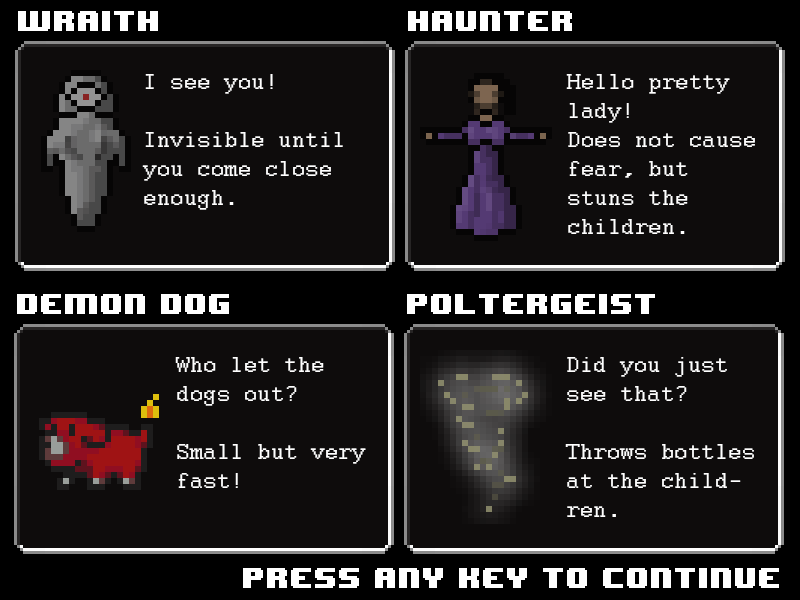 WRAITH
I see you!
Invisible until
you come close
enough.
HAUNTER
Hello pretty
lady!
Does not cause
fear, but
stuns the
children.
DEMON DOG
Who let the
dogs out?
Small but very
fast!
POLTERGEIST
Did you just
see that?
Throws bottles
at the child-
ren.
PRESS ANY KEY TO CONTINUE